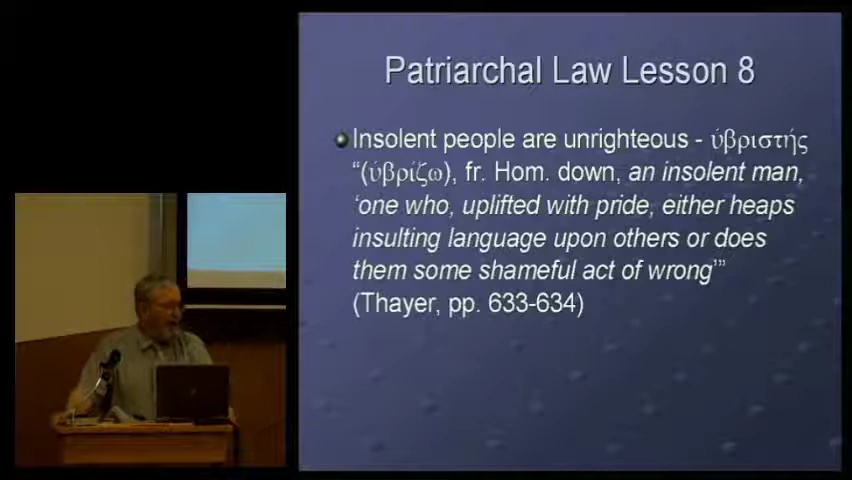 Patriarchal Law Lesson 8
Insolent people are unrighteous - ὑβριστής
“(ὑβρίζω), fr. Hom. down, an insolent man,
‘one who, uplifted with pride, either heaps
insulting language upon others or does
them some shameful act of wrong’”
(Thayer, pp. 633-634)